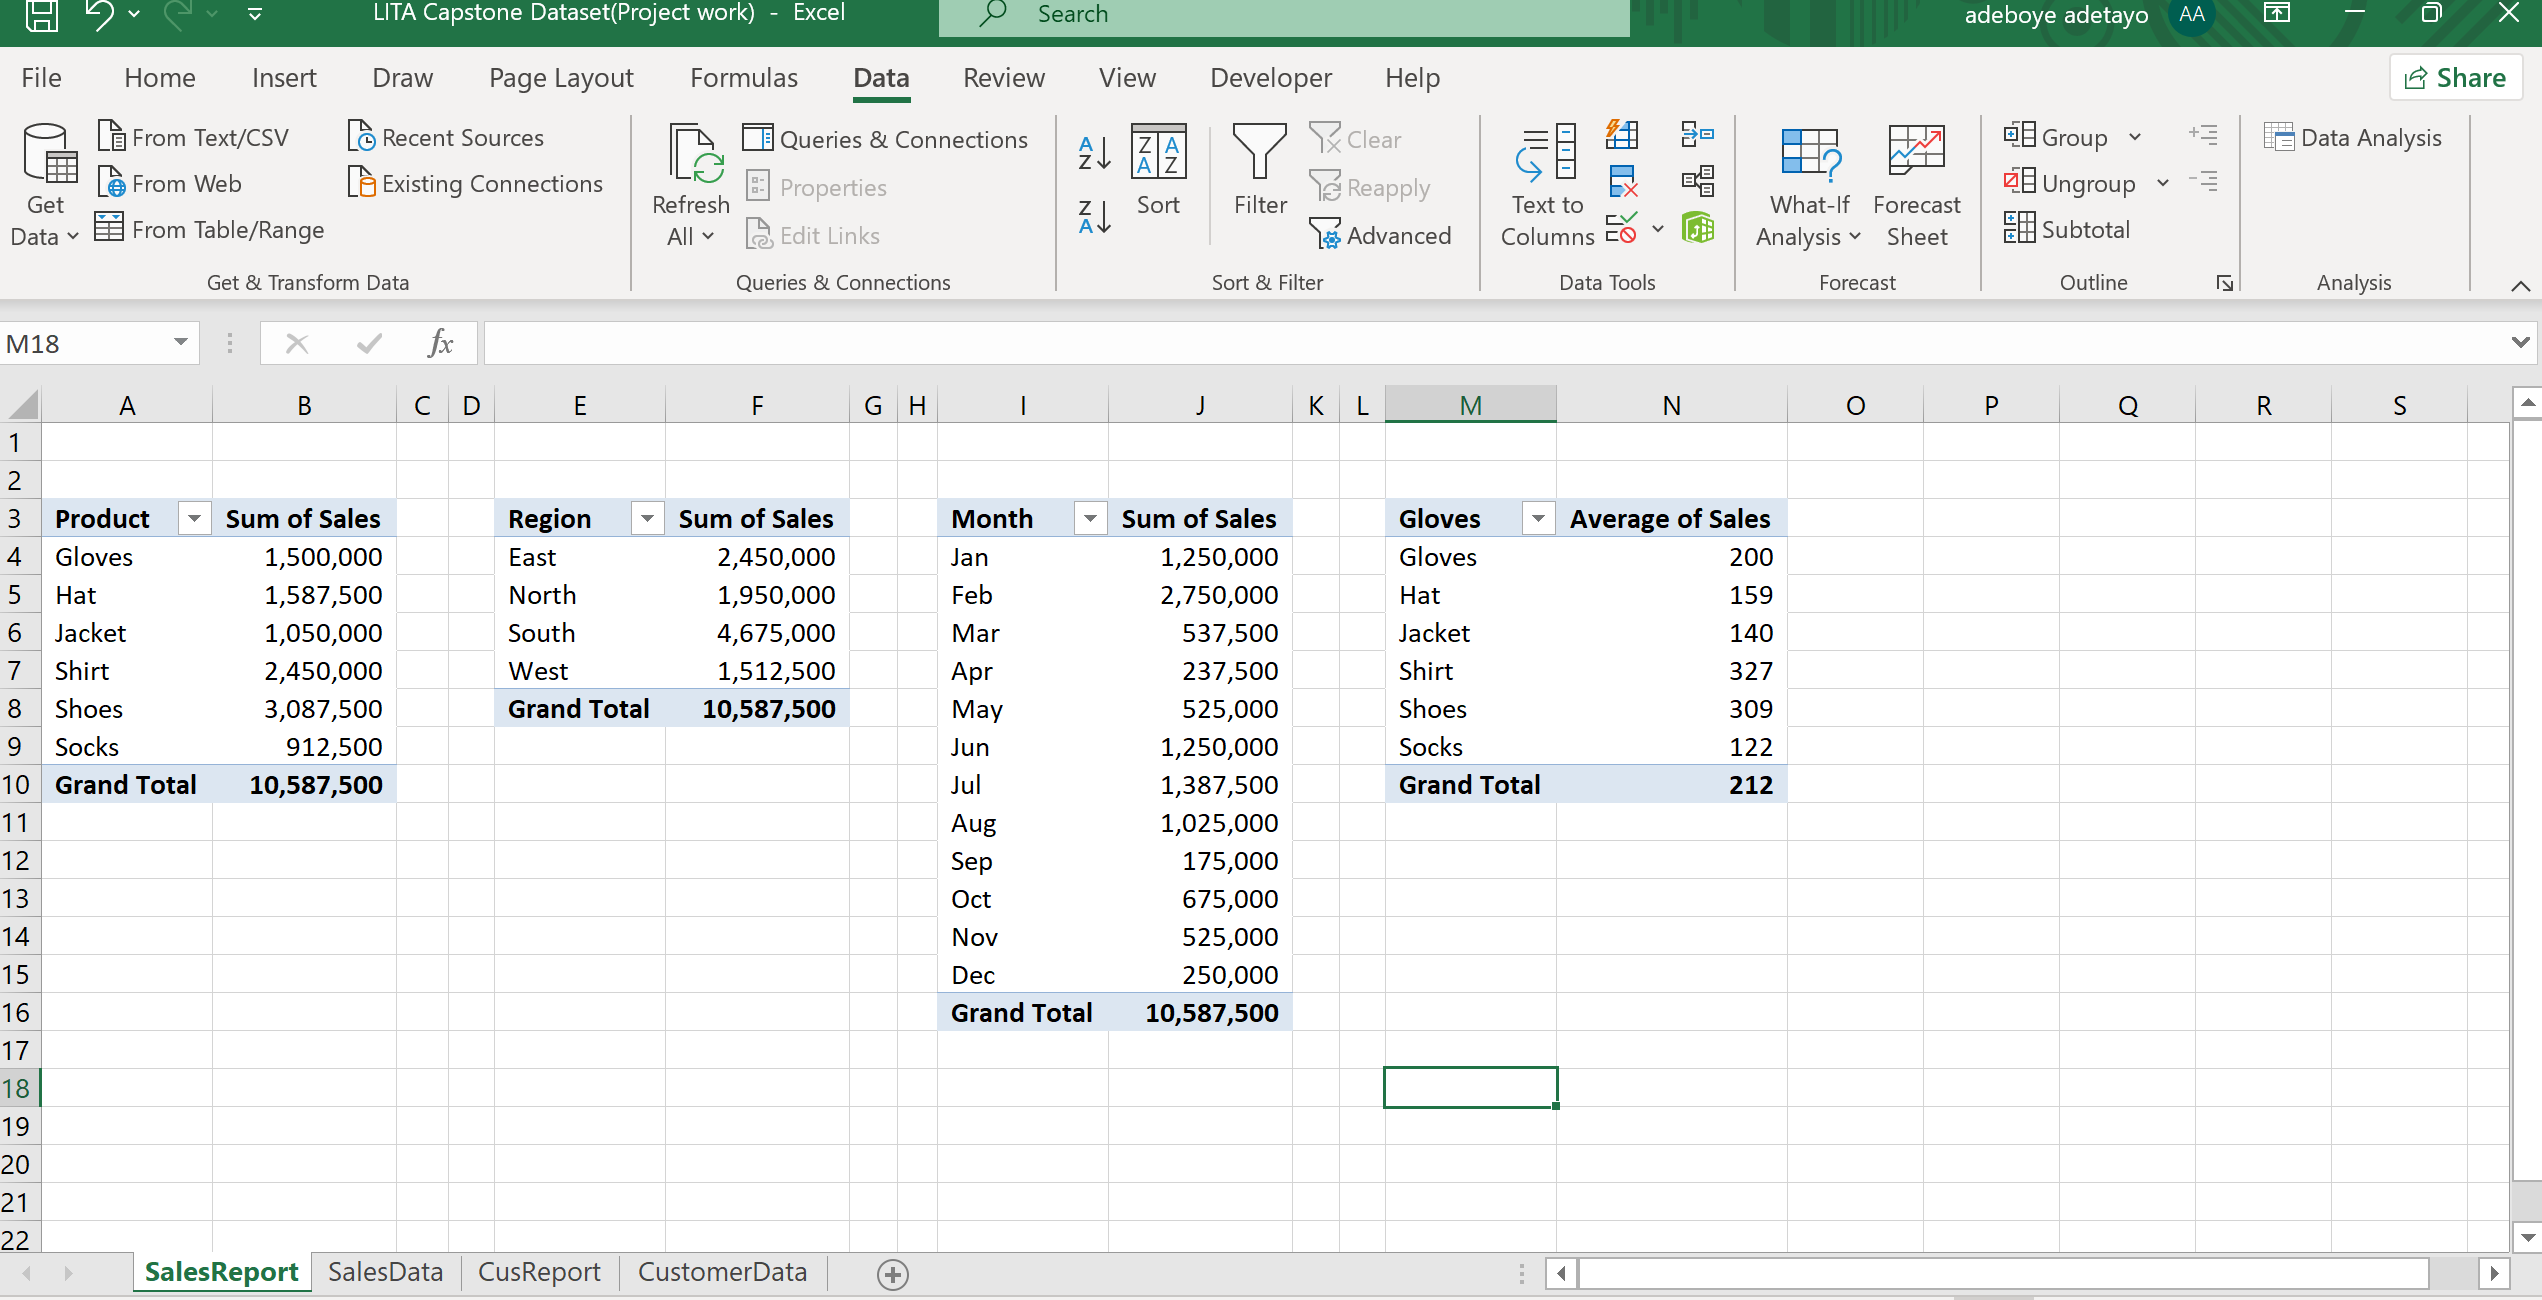 LITA Capstone Dataset(Project work) - Excel
Search
adeboye adetayo AA
File Home Insert Draw Page Layout Formulas Data Review View Developer Help Share
Get Data
From Text/CSV
From Web
From Table/Range
Recent Sources
Existing Connections
Get & Transform Data
Refresh All
Queries & Connections
Properties
Edit Links
Queries & Connections
Sort
Filter
Clear
Reapply
Advanced
Sort & Filter
Text to Columns
Data Tools
What-If Analysis
Forecast Sheet
Forecast
Group
Ungroup
Subtotal
Outline
Data Analysis
Analysis
M18 fx
A B C D E F G H I J K L M N O P Q R S
1
2
3 Product Sum of Sales Region Sum of Sales Month Sum of Sales Gloves Average of Sales
4 Gloves 1,500,000 East 2,450,000 Jan 1,250,000 Gloves 200
5 Hat 1,587,500 North 1,950,000 Feb 2,750,000 Hat 159
6 Jacket 1,050,000 South 4,675,000 Mar 537,500 Jacket 140
7 Shirt 2,450,000 West 1,512,500 Apr 237,500 Shirt 327
8 Shoes 3,087,500 Grand Total 10,587,500 May 525,000 Shoes 309
9 Socks 912,500 Jun 1,250,000 Socks 122
10 Grand Total 10,587,500 Jul 1,387,500 Grand Total 212
11 Aug 1,025,000
12 Sep 175,000
13 Oct 675,000
14 Nov 525,000
15 Dec 250,000
16 Grand Total 10,587,500
17
18
19
20
21
22
SalesReport SalesData CusReport CustomerData